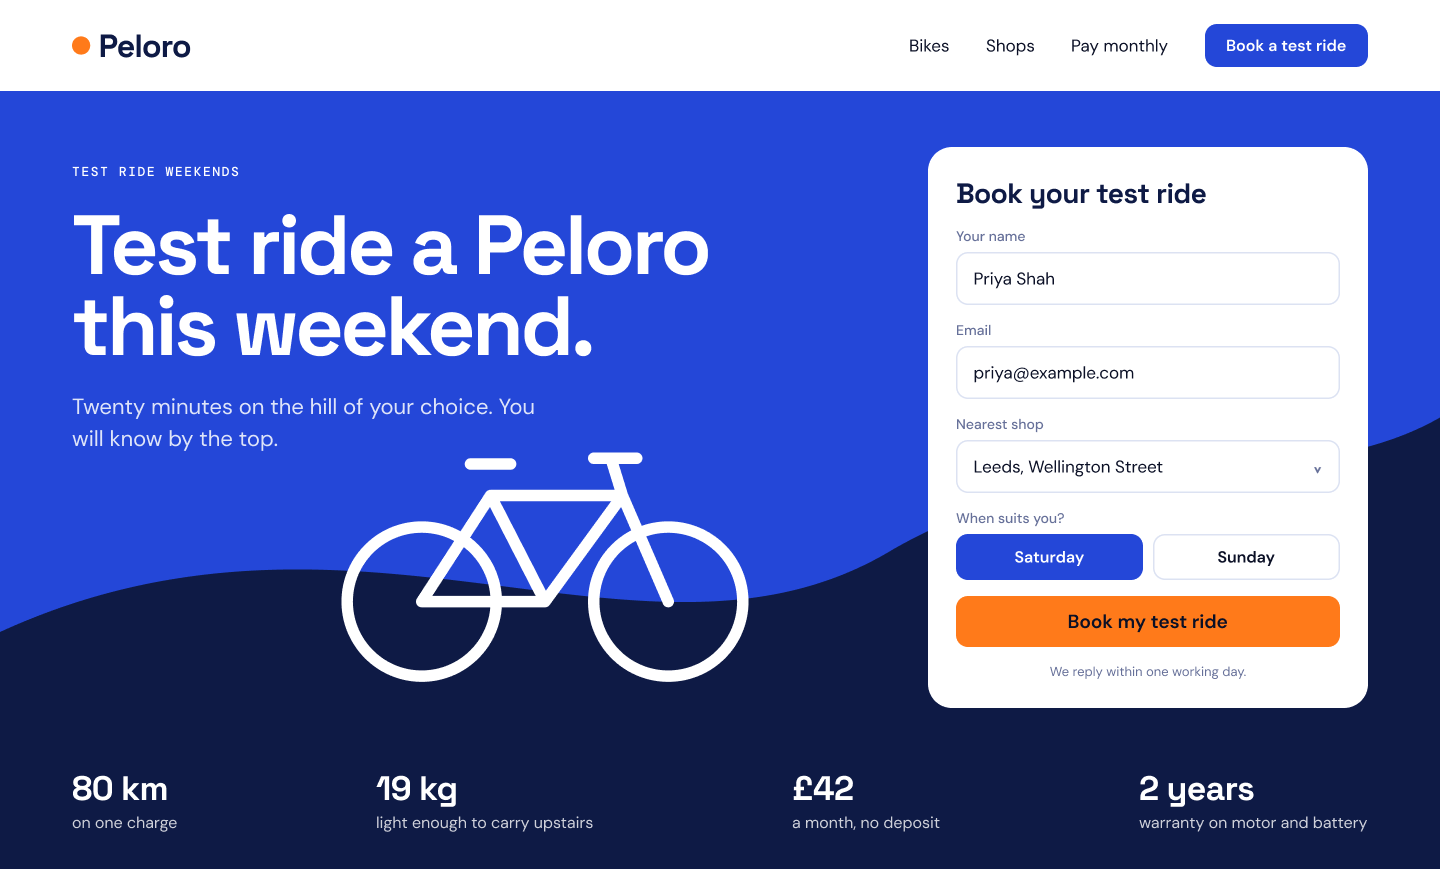 Peloro
Bikes
Shops
Pay monthly
Book a test ride
TEST RIDE WEEKENDS
Test ride a Peloro
this weekend.
Twenty minutes on the hill of your choice. You
will know by the top.
Book your test ride
Your name
Priya Shah
Email
priya@example.com
Nearest shop
Leeds, Wellington Street
When suits you?
Saturday
Sunday
Book my test ride
We reply within one working day.
80 km
on one charge
19 kg
light enough to carry upstairs
£42
a month, no deposit
2 years
warranty on motor and battery